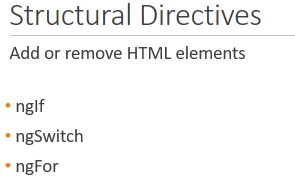 Structural Directives
Add or remove HTML elements
• ngIf
• ngSwitch
• ngFor